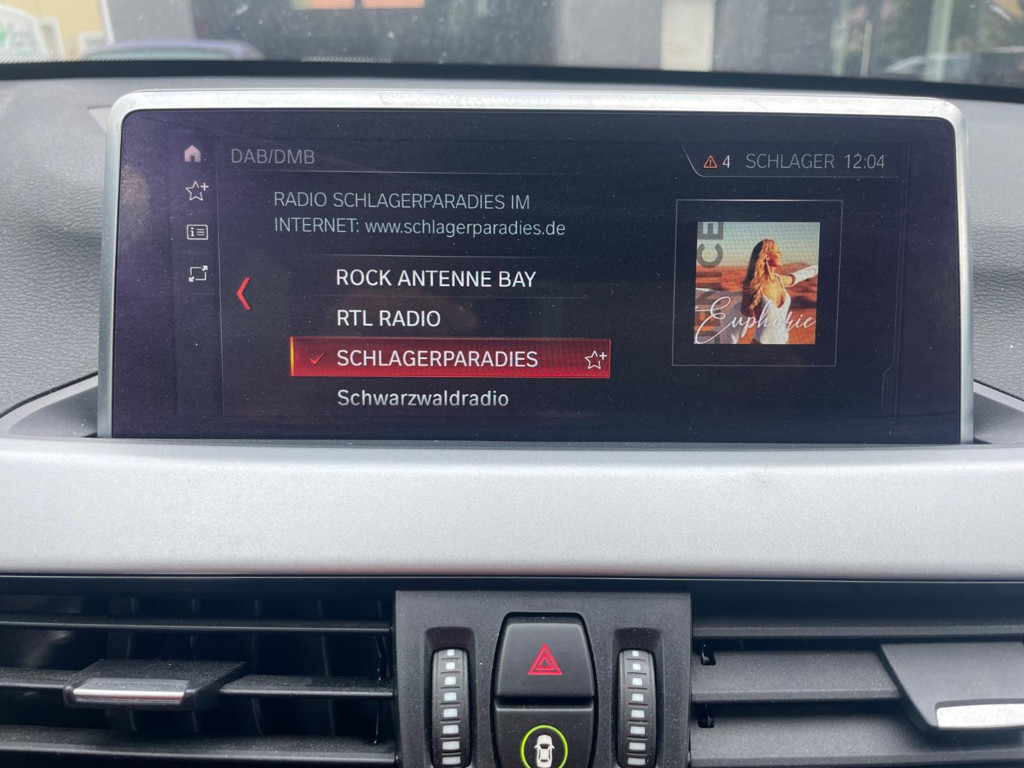 DAB/DMB
4 SCHLAGER 12:04
RADIO SCHLAGERPARADIES IM
INTERNET: www.schlagerparadies.de
ROCK ANTENNE BAY
RTL RADIO
SCHLAGERPARADIES
Schwarzwaldradio
Euphorie